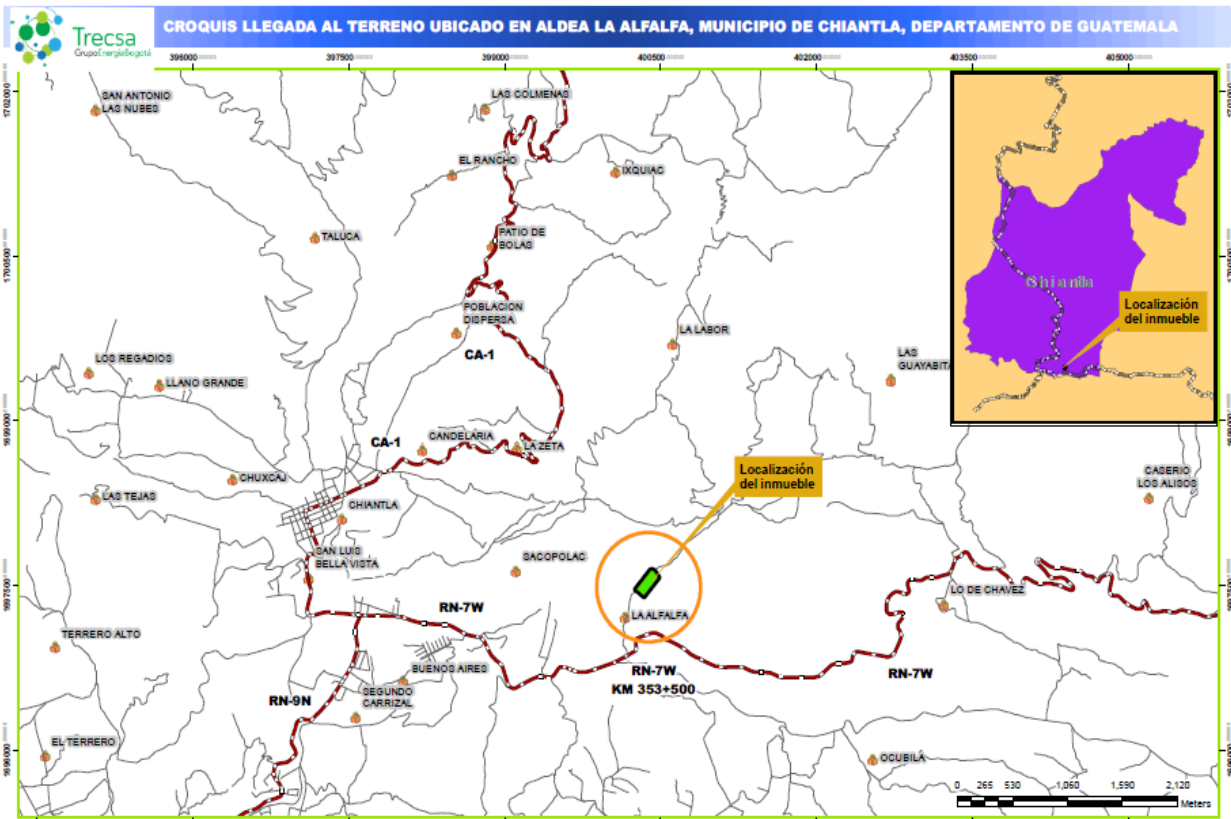 Trecsa
GrupoEnergíaBogotá
CROQUIS LLEGADA AL TERRENO UBICADO EN ALDEA LA ALFALFA, MUNICIPIO DE CHIANTLA, DEPARTAMENTO DE GUATEMALA
396000
397500
399000
400500
402000
403500
405000
1702000
SAN ANTONIO
LAS NUBES
LAS COLMENAS
EL RANCHO
IXQUIAC
TALUCA
PATIO DE
BOLAS
1700500
POBLACION
DISPERSA
LA LABOR
CA-1
LOS REGADIOS
LLANO GRANDE
LAS
GUAYABITA
Localización
del inmueble
1699000
CA-1
CANDELARIA
LA ZETA
CHUXCAJ
LAS TEJAS
CHIANTLA
Localización
del inmueble
CASERIO
LOS ALISOS
SAN LUIS
BELLA VISTA
SACOPOLAC
1697500
RN-7W
LA ALFALFA
LO DE CHAVEZ
TERRERO ALTO
BUENOS AIRES
RN-7W
KM 353+500
RN-7W
RN-9N
SEGUNDO
CARRIZAL
EL TERRERO
1696000
OCUBILÁ
0 265 530 1,060 1,590 2,120
Meters